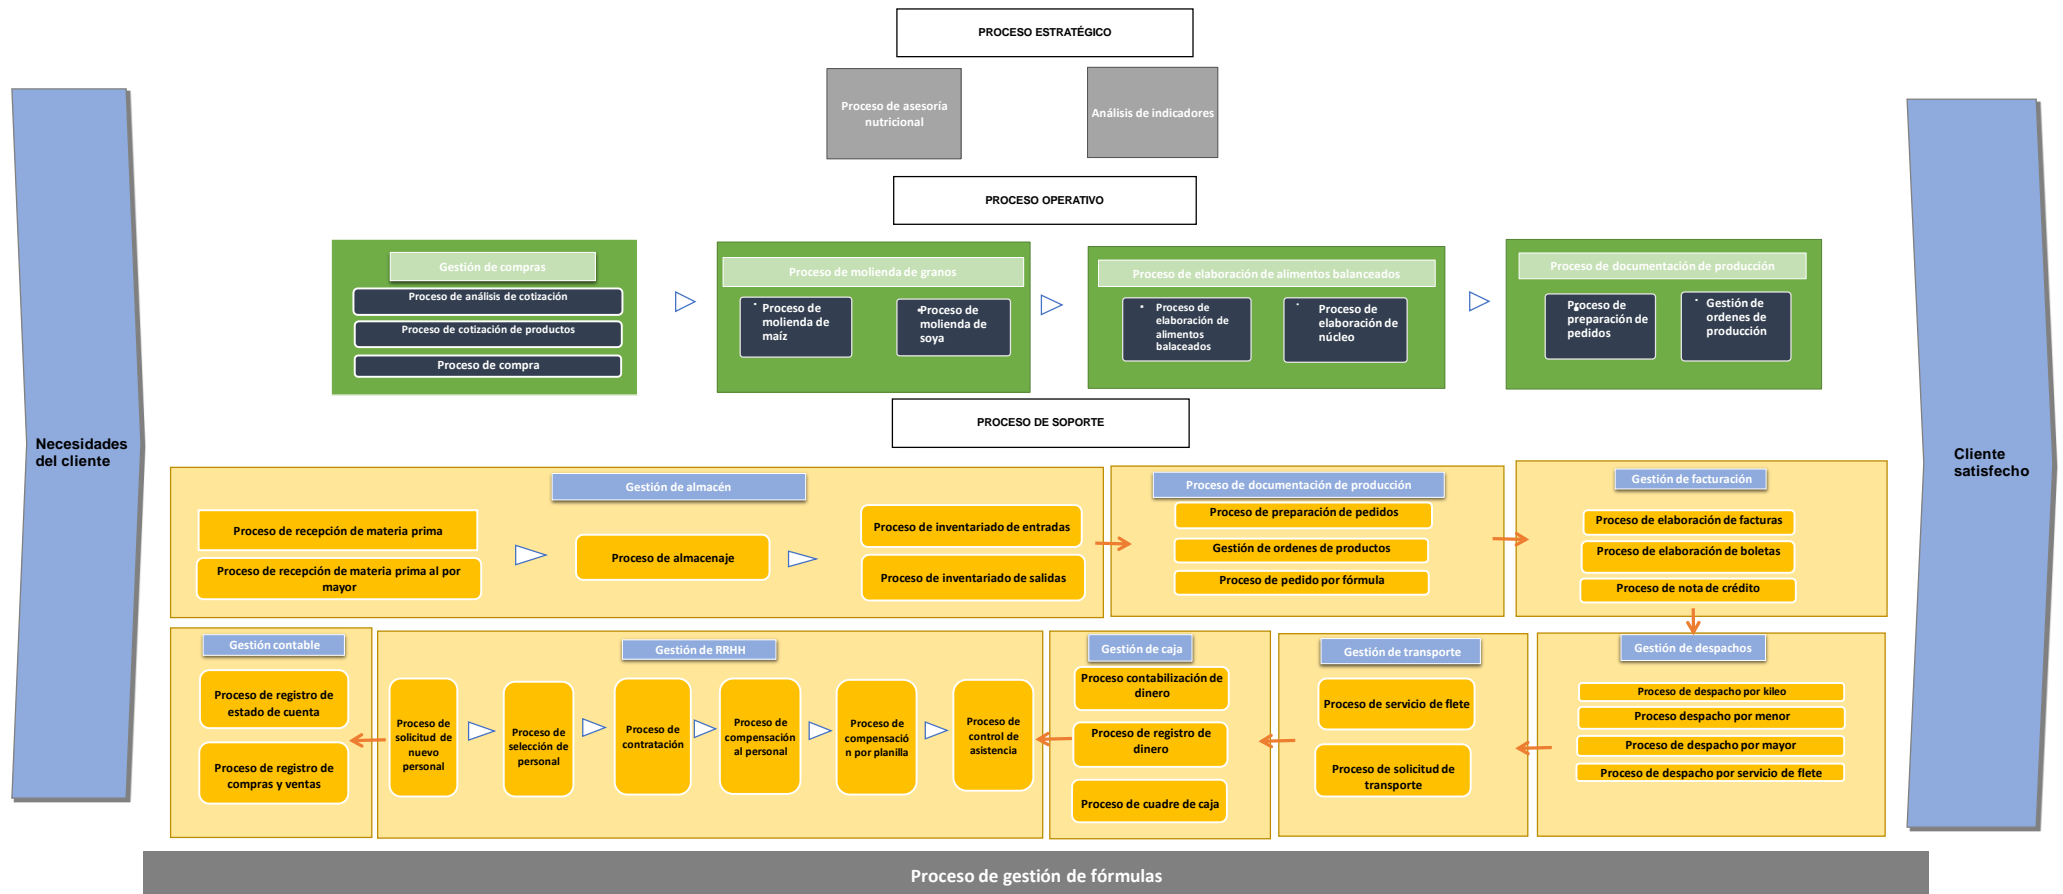 PROCESO ESTRATÉGICO
Proceso de asesoría
nutricional
Análisis de indicadores
PROCESO OPERATIVO
Gestión de compras
Proceso de análisis de cotización
Proceso de cotización de productos
Proceso de compra
Proceso de molienda de granos
Proceso de
molienda de
maíz
Proceso de
molienda de
soya
Proceso de elaboración de alimentos balanceados
Proceso de
elaboración de
alimentos
balaceados
Proceso de
elaboración de
núcleo
Proceso de documentación de producción
Proceso de
preparación de
pedidos
Gestión de
ordenes de
producción
PROCESO DE SOPORTE
Necesidades
del cliente
Cliente
satisfecho
Gestión de almacén
Proceso de recepción de materia prima
Proceso de recepción de materia prima al por
mayor
Proceso de almacenaje
Proceso de inventariado de entradas
Proceso de inventariado de salidas
Proceso de documentación de producción
Proceso de preparación de pedidos
Gestión de ordenes de productos
Proceso de pedido por fórmula
Gestión de facturación
Proceso de elaboración de facturas
Proceso de elaboración de boletas
Proceso de nota de crédito
Gestión contable
Proceso de registro de
estado de cuenta
Proceso de registro de
compras y ventas
Gestión de RRHH
Proceso de
solicitud de
nuevo
personal
Proceso de
selección de
personal
Proceso de
contratación
Proceso de
compensación
al personal
Proceso de
compensació
n por planilla
Proceso de
control de
asistencia
Gestión de caja
Proceso contabilización de
dinero
Proceso de registro de
dinero
Proceso de cuadre de caja
Gestión de transporte
Proceso de servicio de flete
Proceso de solicitud de
transporte
Gestión de despachos
Proceso de despacho por kileo
Proceso despacho por menor
Proceso de despacho por mayor
Proceso de despacho por servicio de flete
Proceso de gestión de fórmulas